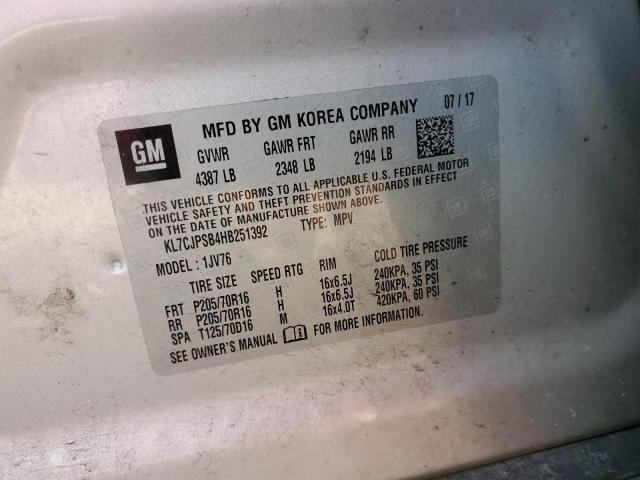 GM
MFD BY GM KOREA COMPANY 07 / 17
GVWR GAWR FRT GAWR RR
4387 LB 2348 LB 2194 LB
THIS VEHICLE CONFORMS TO ALL APPLICABLE U.S. FEDERAL MOTOR
VEHICLE SAFETY AND THEFT PREVENTION STANDARDS IN EFFECT
ON THE DATE OF MANUFACTURE SHOWN ABOVE.
KL7CJPSB4HB251392 TYPE: MPV
MODEL : 1JV76
TIRE SIZE SPEED RTG RIM COLD TIRE PRESSURE
FRT P205/70R16 H 16x6.5J 240KPA, 35 PSI
RR P205/70R16 H 16x6.5J 240KPA, 35 PSI
SPA T125/70D16 M 16x4.0T 420KPA, 60 PSI
SEE OWNER'S MANUAL FOR MORE INFORMATION.